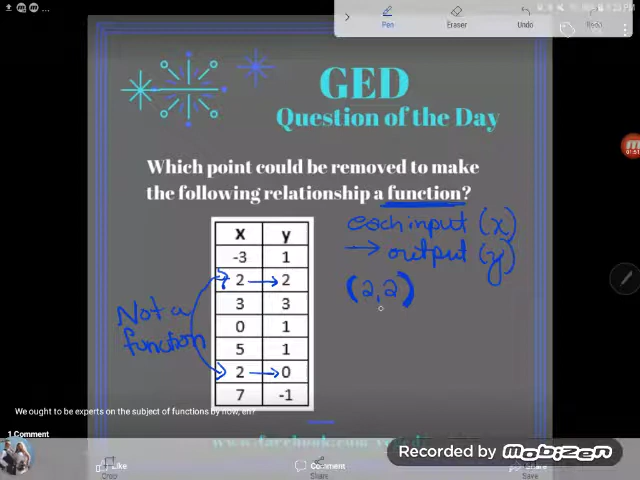 Pen
Eraser
Undo
Redo
GED
Question of the Day
Which point could be removed to make
the following relationship a function?
each input (x)
→ output (y)
(2,2)
x y
-3 1
2 → 2
3 3
0 1
5 1
2 → 0
7 -1
Not a
function
We ought to be experts on the subject of functions by now, eh?
1 Comment
Like
Comment
Share
Crop
Share
Recorded by Mobizen